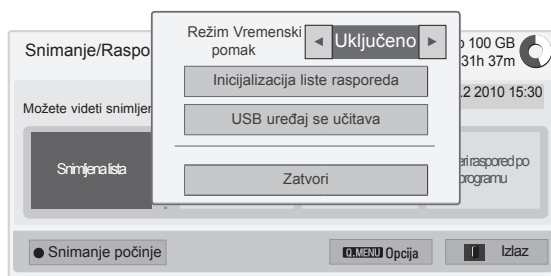 Snimanje/Raspo
Režim Vremenski
pomak
◄ Uključeno ►
100 GB
31h 37m
Inicijalizacija liste rasporeda
.2 2010 15:30
Možete videti snimljer
USB uređaj se učitava
Snimljena lista
raspored po
programu
Zatvori
● Snimanje počinje
Q.MENU Opcija
Izlaz